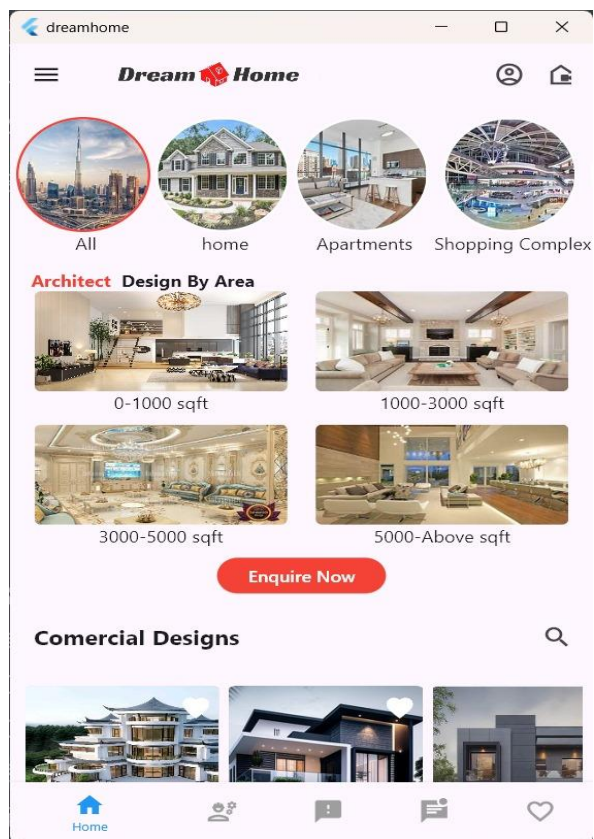 dreamhome
Dream Home
All home Apartments Shopping Complex
Architect Design By Area
0-1000 sqft 1000-3000 sqft
3000-5000 sqft 5000-Above sqft
Enquire Now
Comercial Designs
Home